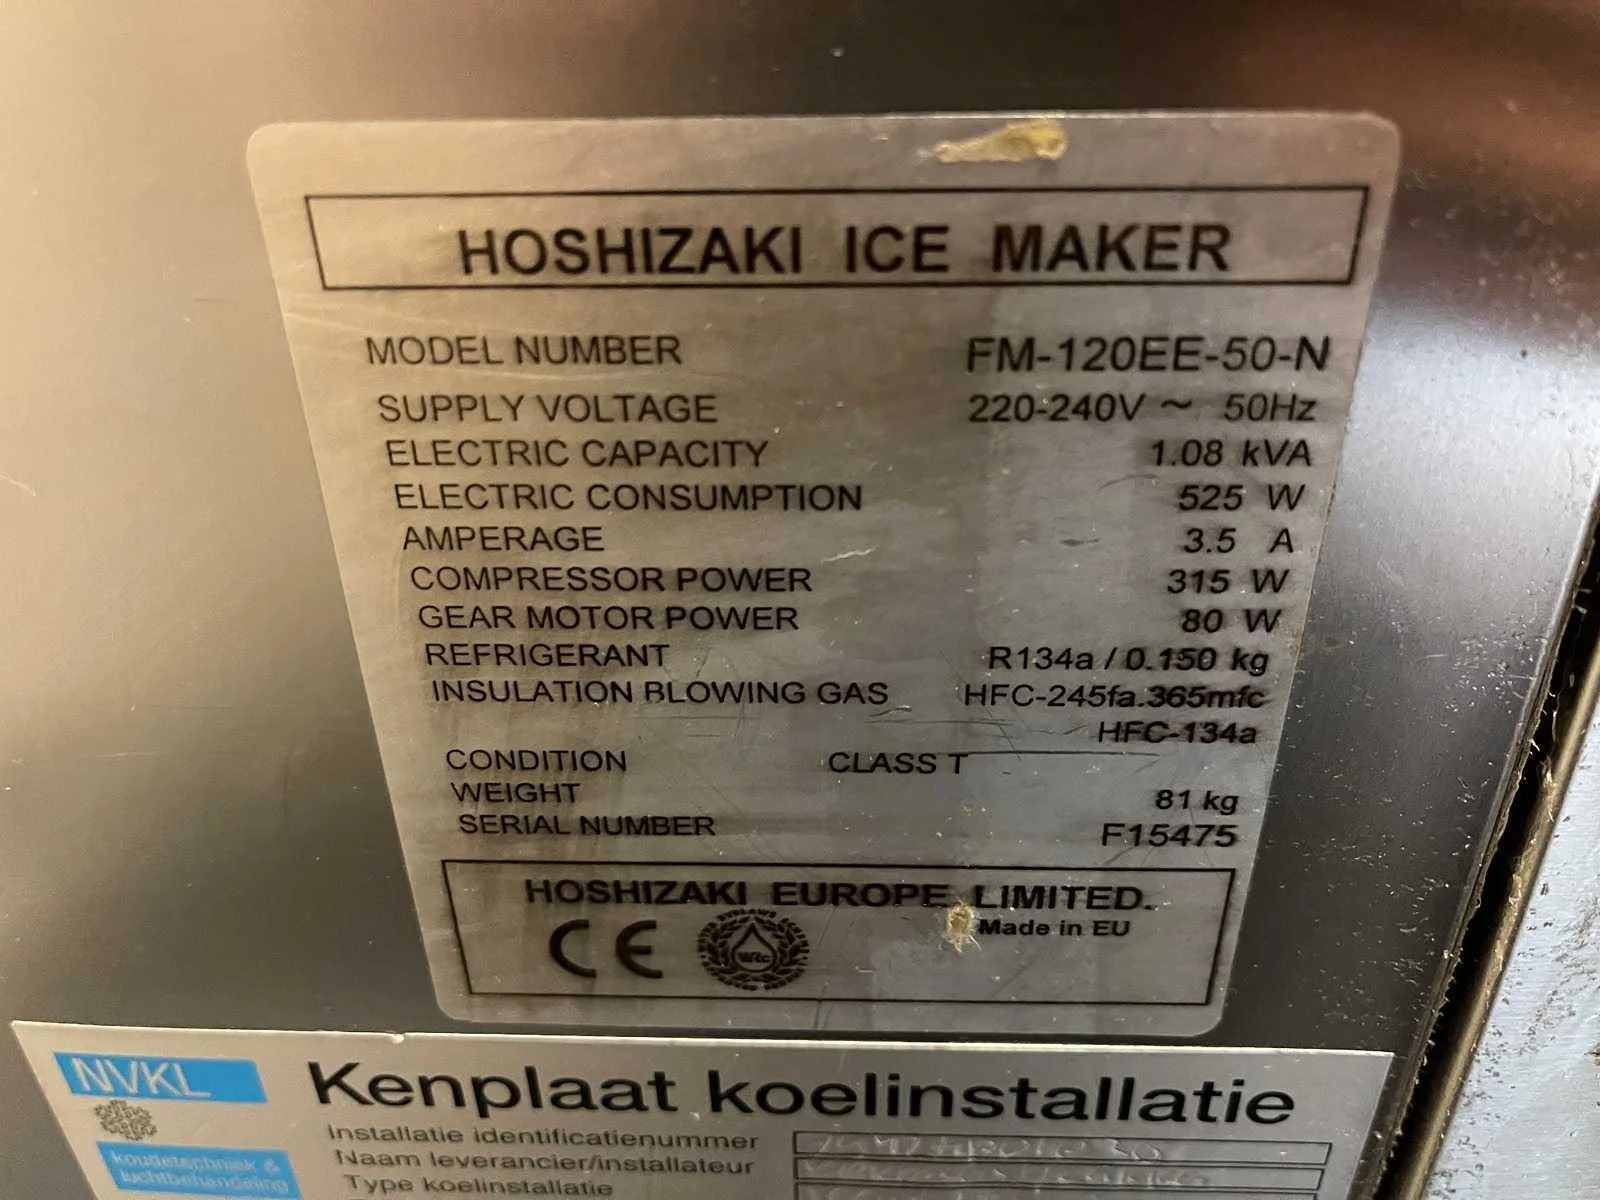 HOSHIZAKI ICE MAKER
MODEL NUMBER FM-120EE-50-N
SUPPLY VOLTAGE 220-240V ~ 50Hz
ELECTRIC CAPACITY 1.08 kVA
ELECTRIC CONSUMPTION 525 W
AMPERAGE 3.5 A
COMPRESSOR POWER 315 W
GEAR MOTOR POWER 80 W
REFRIGERANT R134a / 0.150 kg
INSULATION BLOWING GAS HFC-245fa.365mfc
HFC-134a
CONDITION CLASS T
WEIGHT 81 kg
SERIAL NUMBER F15475
HOSHIZAKI EUROPE LIMITED.
Made in EU
CE
WRc
NVKL
Kenplaat koelinstallatie
koudetechniek &
luchtbehandeling
Installatie identificatienummer
Naam leverancier/installateur
Type koelinstallatie